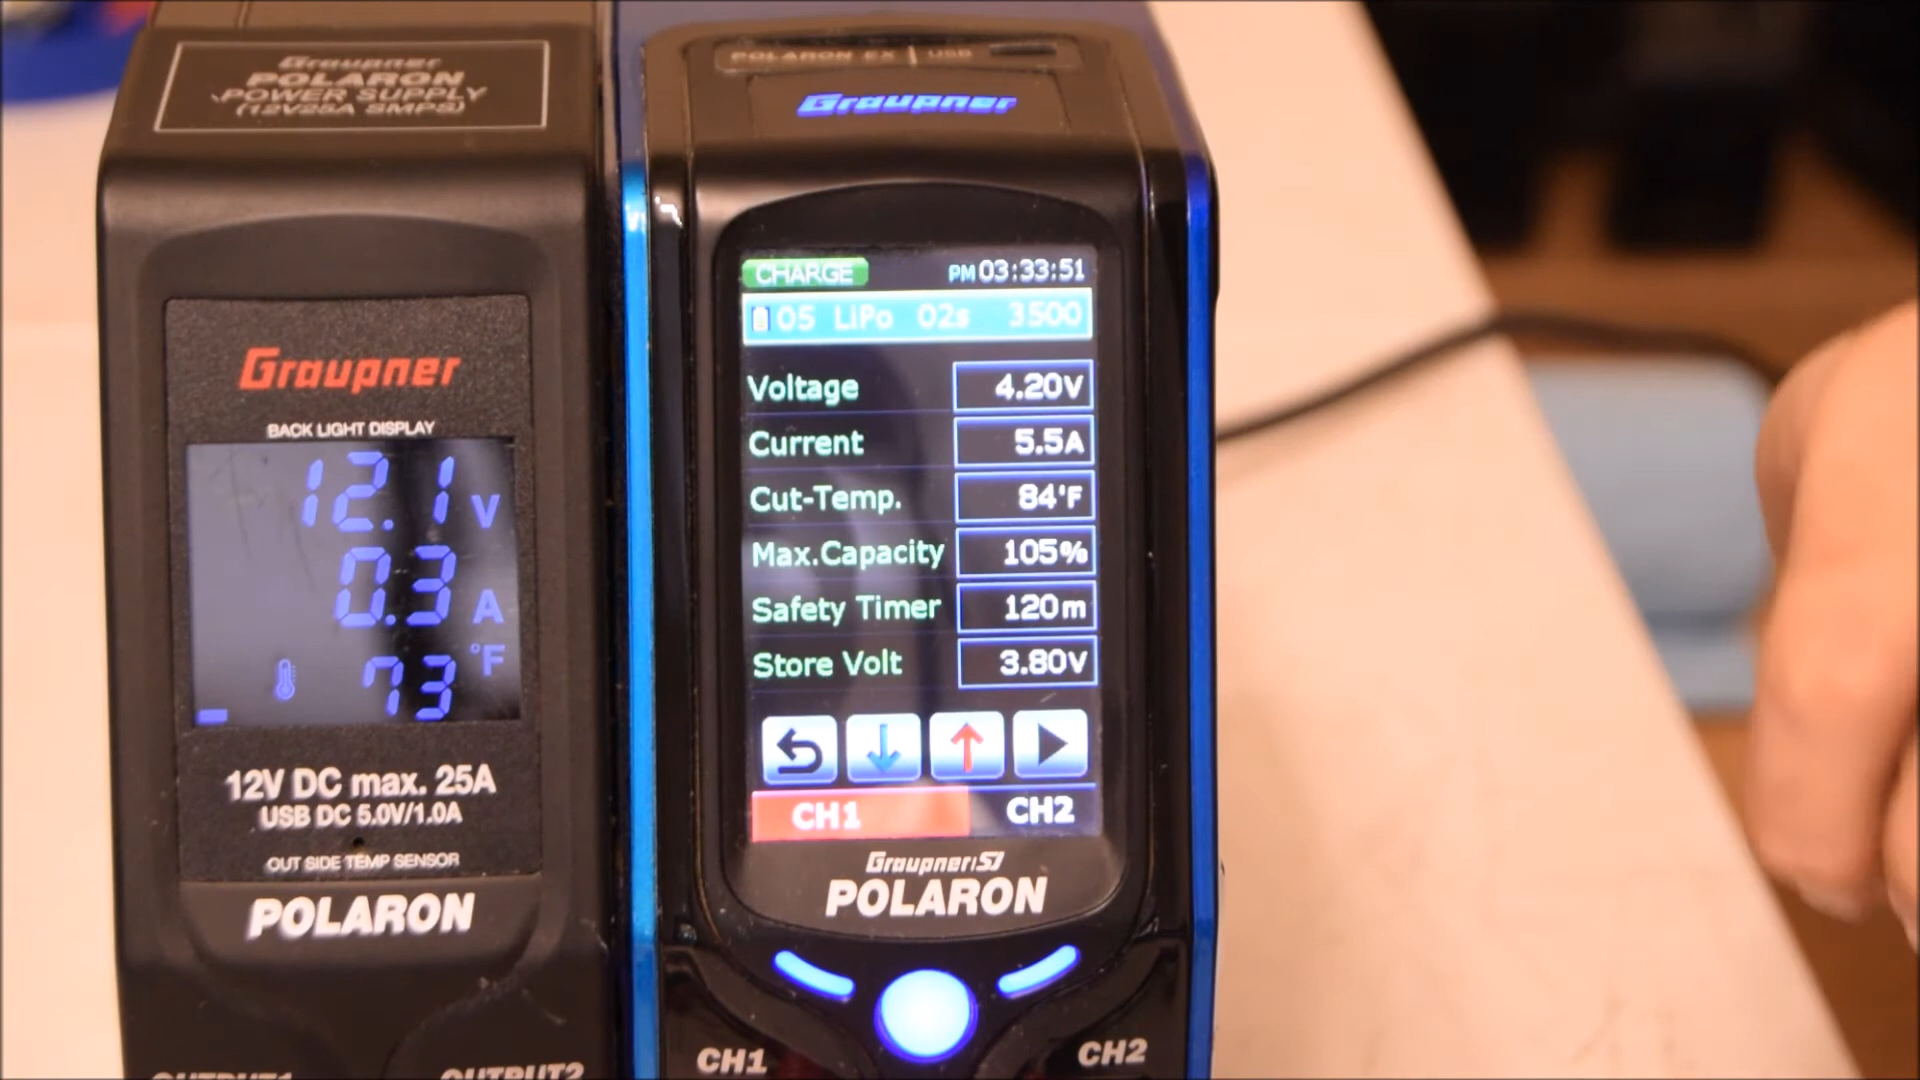 Graupner
POLARON
POWER SUPPLY
(12V25A SMPS)
Graupner
BACK LIGHT DISPLAY
12.1 V
0.3 A
73 °F
12V DC max. 25A
USB DC 5.0V/1.0A
OUT SIDE TEMP SENSOR
POLARON
OUTPUT1 OUTPUT2
POLARON EX | USB
Graupner
CHARGE PM 03:33:51
05 LiPo 02s 3500
Voltage 4.20V
Current 5.5A
Cut-Temp. 84'F
Max.Capacity 105%
Safety Timer 120m
Store Volt 3.80V
CH1 CH2
Graupner|SJ
POLARON
CH1 CH2